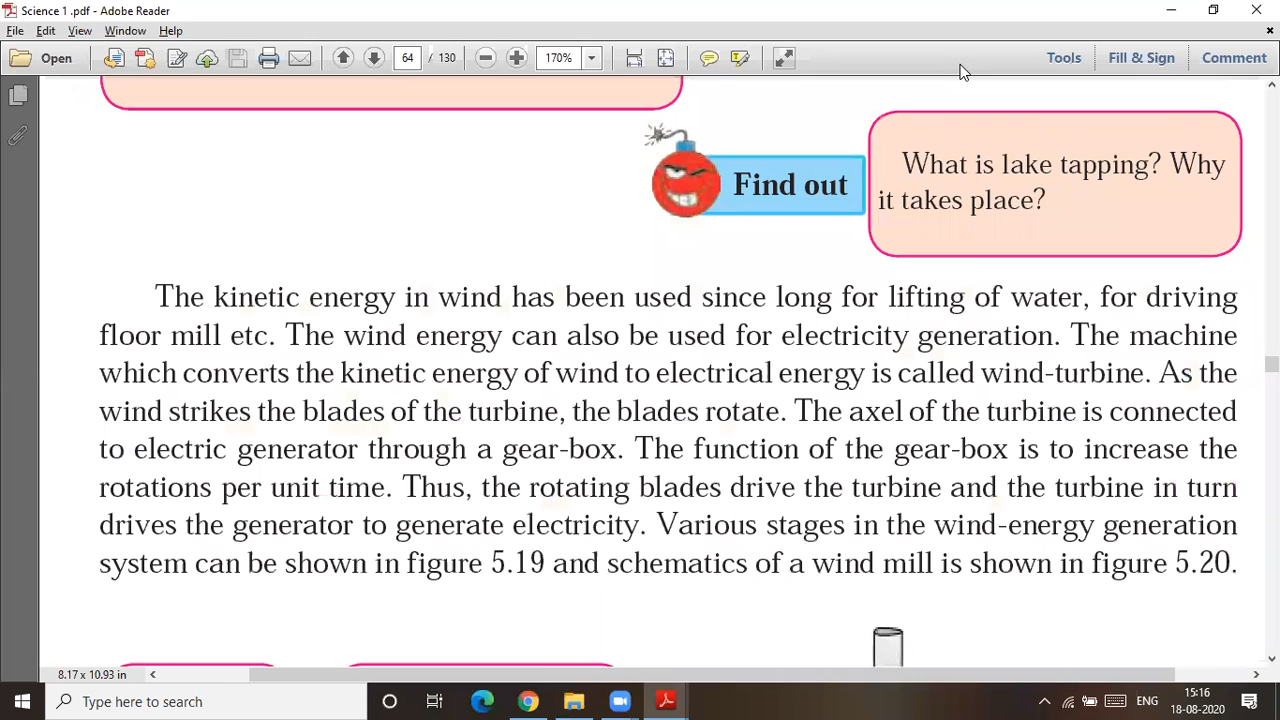 Science 1 .pdf - Adobe Reader
File Edit View Window Help
Open 64 / 130 170% Tools Fill & Sign Comment
Find out
What is lake tapping? Why
it takes place?
The kinetic energy in wind has been used since long for lifting of water, for driving
floor mill etc. The wind energy can also be used for electricity generation. The machine
which converts the kinetic energy of wind to electrical energy is called wind-turbine. As the
wind strikes the blades of the turbine, the blades rotate. The axel of the turbine is connected
to electric generator through a gear-box. The function of the gear-box is to increase the
rotations per unit time. Thus, the rotating blades drive the turbine and the turbine in turn
drives the generator to generate electricity. Various stages in the wind-energy generation
system can be shown in figure 5.19 and schematics of a wind mill is shown in figure 5.20.
8.17 x 10.93 in
Type here to search
ENG
15:16
18-08-2020